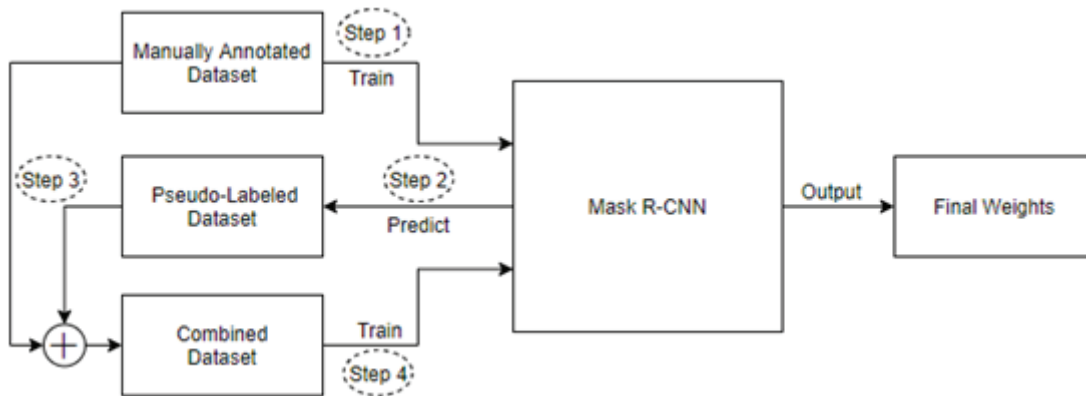 Step 1
Manually Annotated
Dataset
Train
Step 3
Pseudo-Labeled
Dataset
Step 2
Predict
Mask R-CNN
Output
Final Weights
Combined
Dataset
Train
Step 4